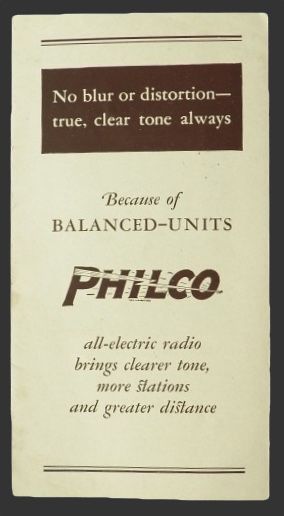 No blur or distortion—
true, clear tone always
Because of
BALANCED-UNITS
PHILCO
all-electric radio
brings clearer tone,
more stations
and greater distance